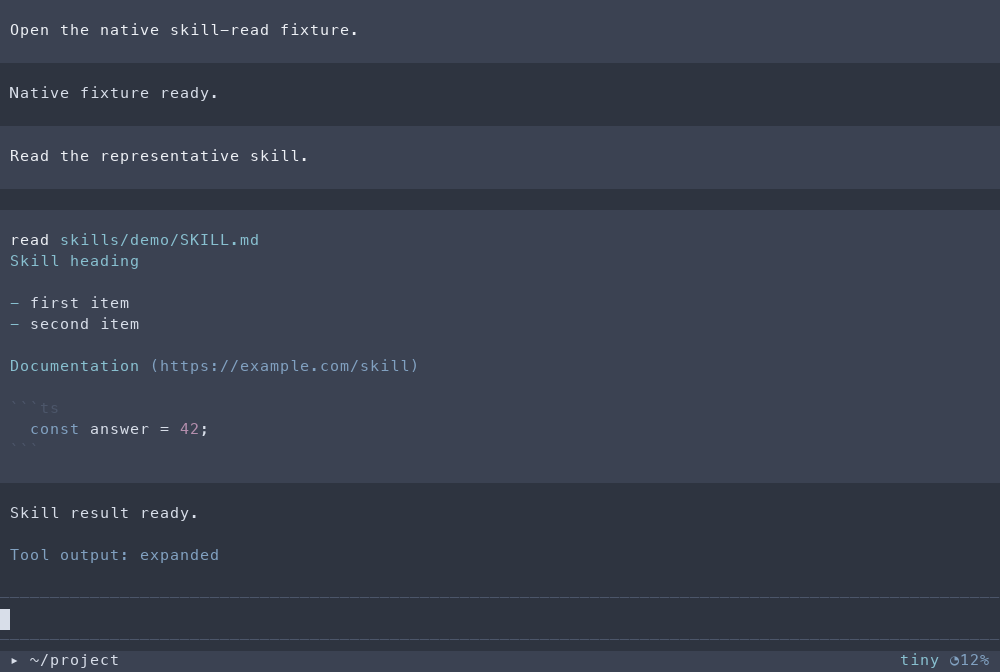 Open the native skill-read fixture.
Native fixture ready.
Read the representative skill.
read skills/demo/SKILL.md
Skill heading
- first item
- second item
Documentation (https://example.com/skill)
```ts
const answer = 42;
```
Skill result ready.
Tool output: expanded
▸ ~/project
tiny ◔12%